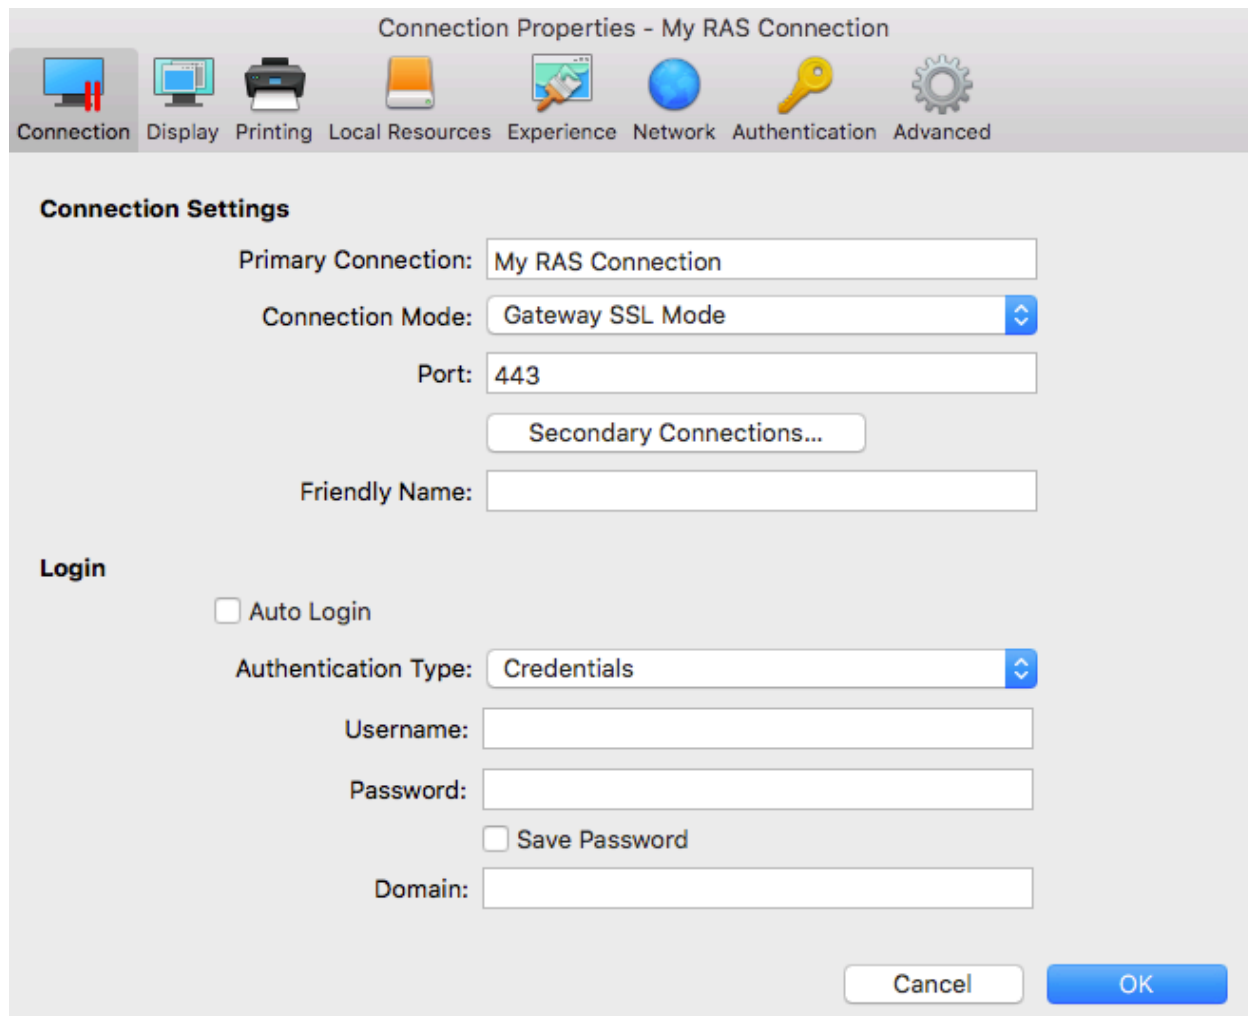 Connection Properties - My RAS Connection
Connection Display Printing Local Resources Experience Network Authentication Advanced
Connection Settings
Primary Connection: My RAS Connection
Connection Mode: Gateway SSL Mode
Port: 443
Secondary Connections...
Friendly Name:
Login
Auto Login
Authentication Type: Credentials
Username:
Password:
Save Password
Domain:
Cancel OK